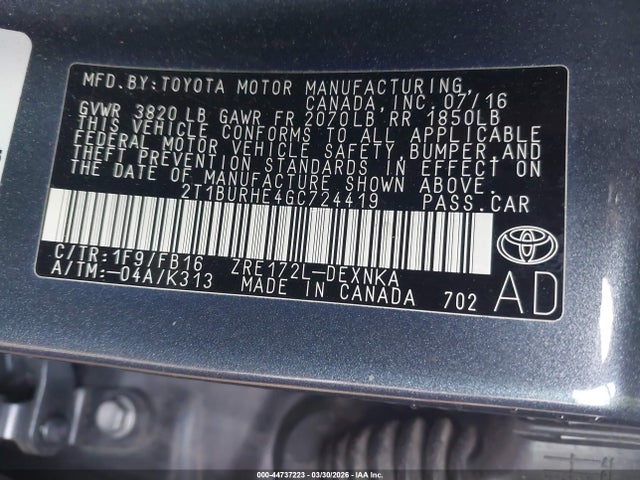 MFD.BY:TOYOTA MOTOR MANUFACTURING,
CANADA, INC. 07/16
GVWR 3820 LB GAWR FR 2070LB RR 1850LB
THIS VEHICLE CONFORMS TO ALL APPLICABLE
FEDERAL MOTOR VEHICLE SAFETY, BUMPER, AND
THEFT PREVENTION STANDARDS IN EFFECT ON
THE DATE OF MANUFACTURE SHOWN ABOVE.
2T1BURHE4GC724419 PASS.CAR
C/TR:1F9/FB16 ZRE172L-DEXNKA
A/TM:-04A/K313 MADE IN CANADA 702
AD
000-44737223 — 03/30/2026 — IAA Inc.